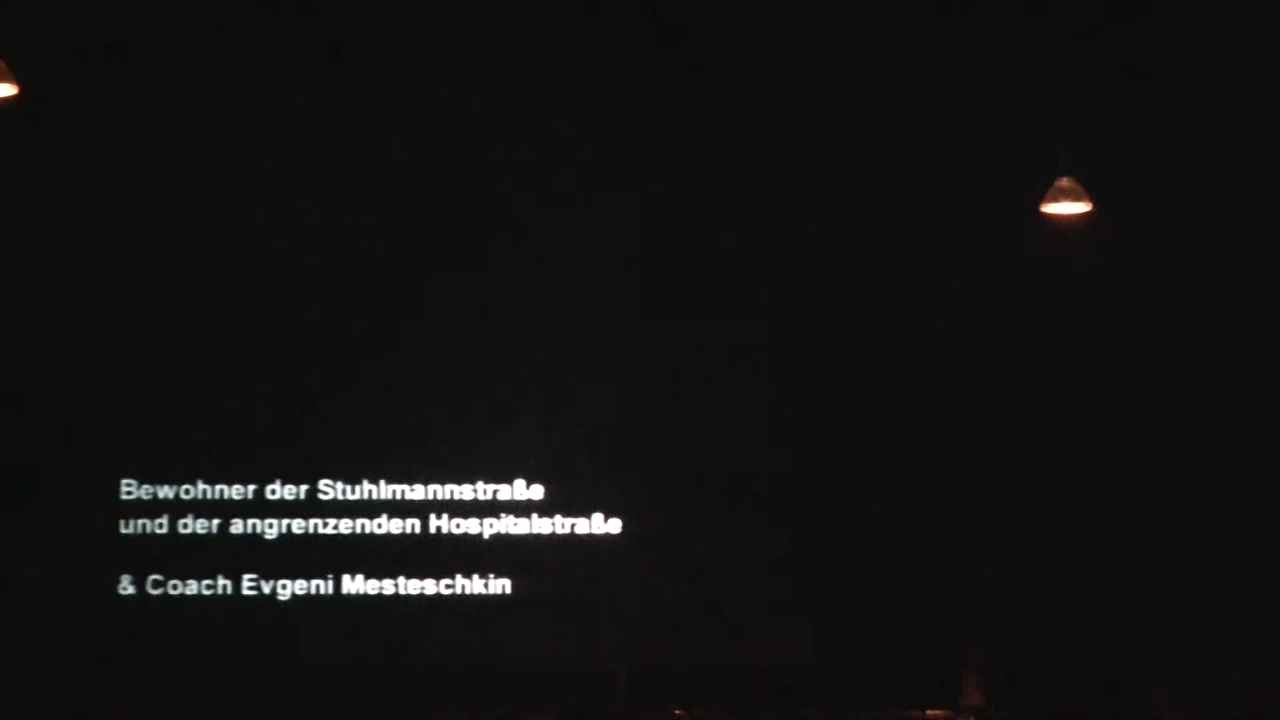 Bewohner der Stuhlmannstraße
und der angrenzenden Hospitalstraße
& Coach Evgeni Mesteschkin